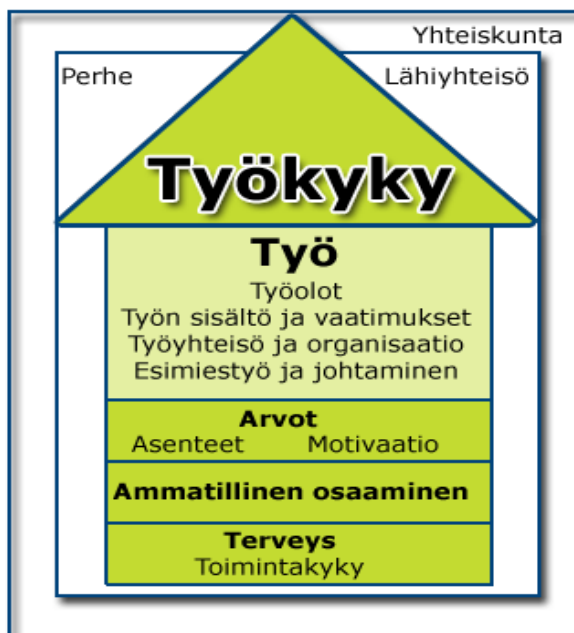 Yhteiskunta
Perhe Lähiyhteisö
Työkyky
Työ
Työolot
Työn sisältö ja vaatimukset
Työyhteisö ja organisaatio
Esimiestyö ja johtaminen
Arvot
Asenteet Motivaatio
Ammatillinen osaaminen
Terveys
Toimintakyky